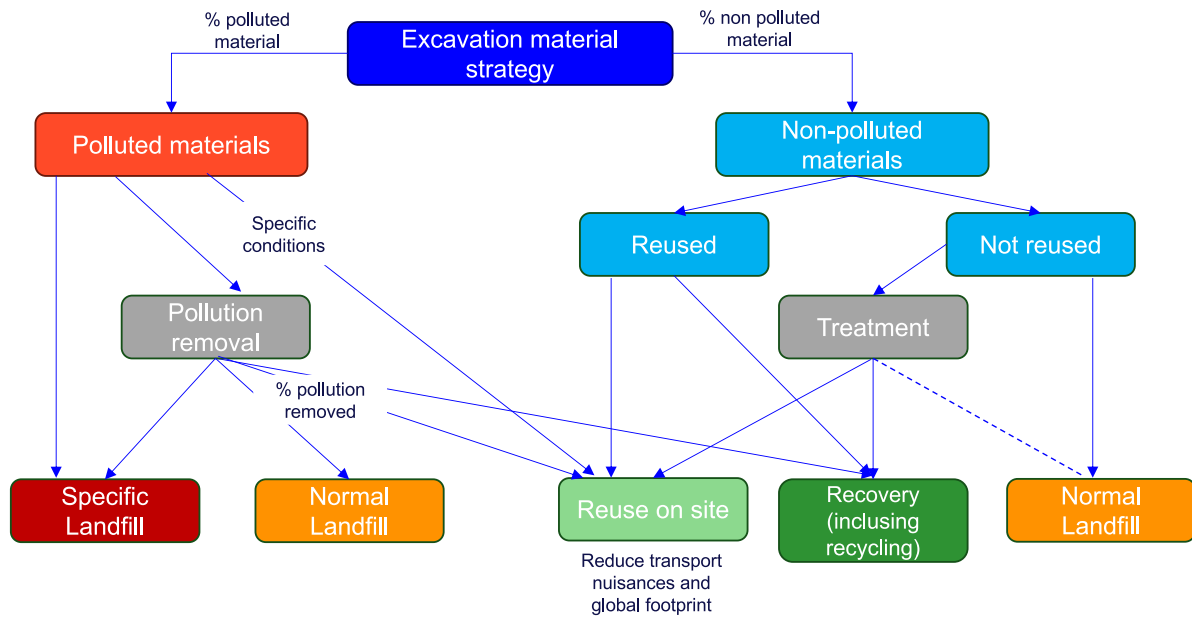 % polluted
material
Excavation material
strategy
% non polluted
material
Polluted materials
Non-polluted
materials
Specific
conditions
Reused
Not reused
Pollution
removal
Treatment
% pollution
removed
Specific
Landfill
Normal
Landfill
Reuse on site
Recovery
(inclusing
recycling)
Normal
Landfill
Reduce transport
nuisances and
global footprint